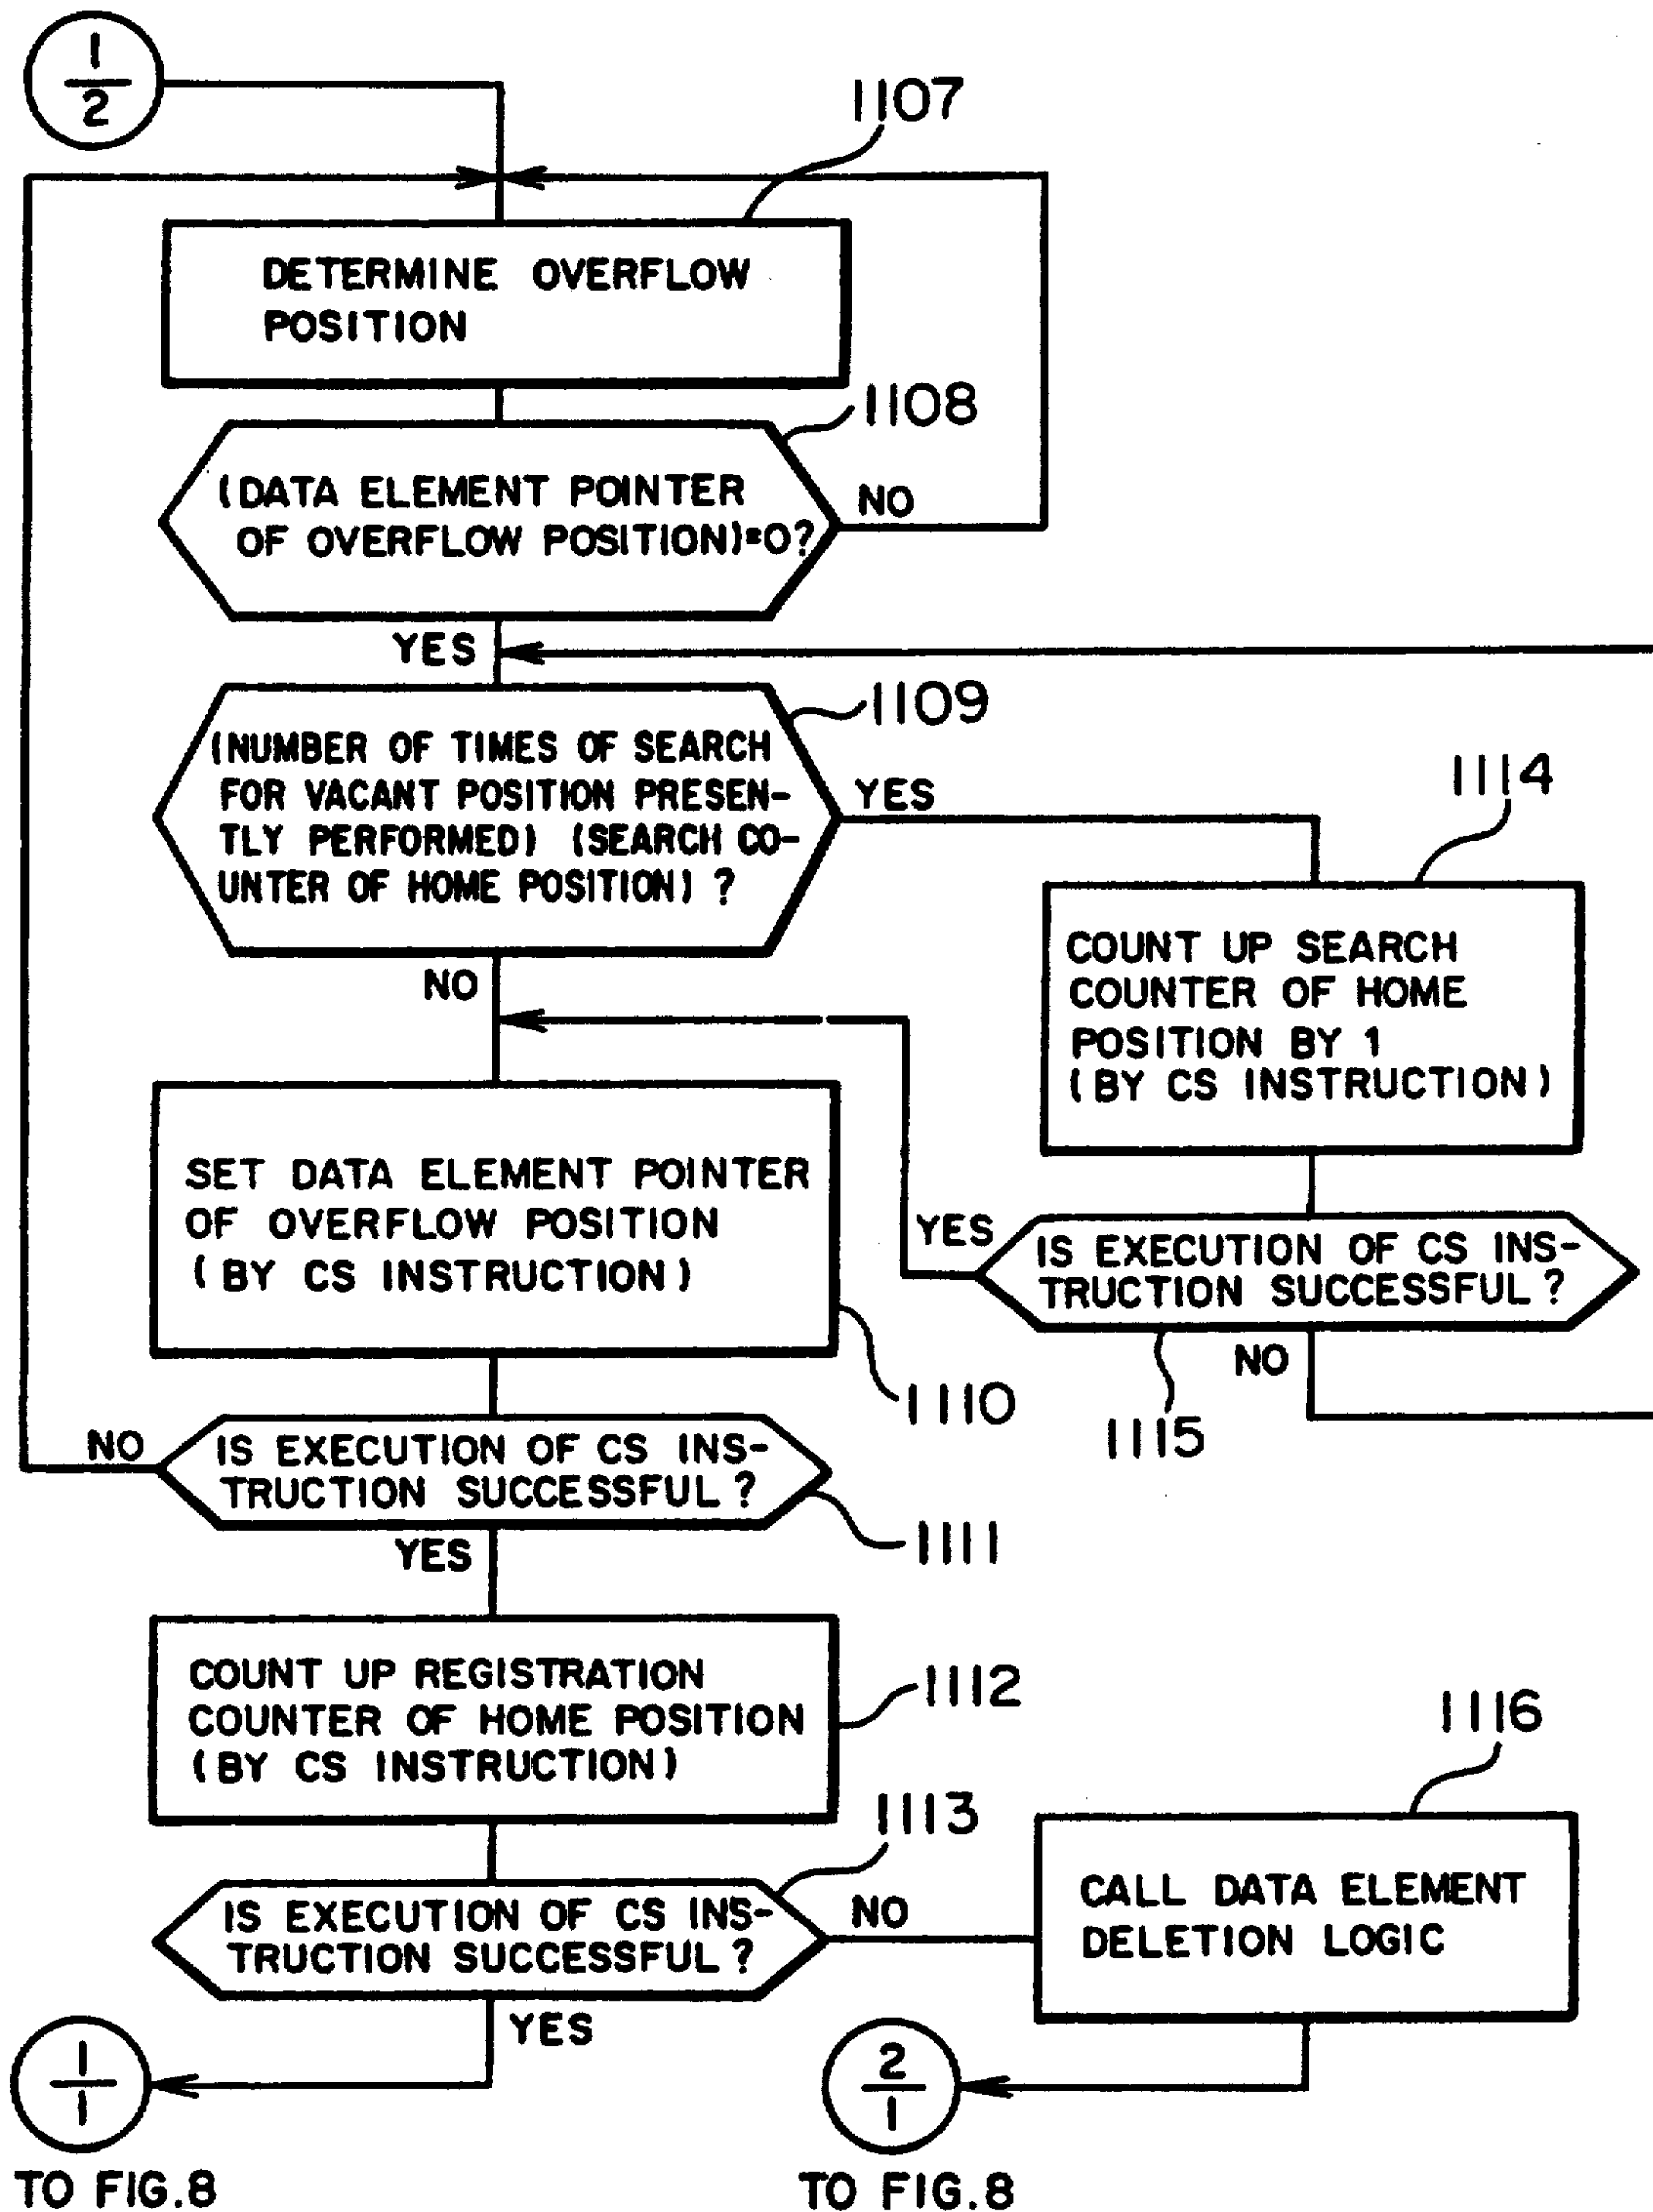 1
2
1107
DETERMINE OVERFLOW
POSITION
1108
(DATA ELEMENT POINTER
OF OVERFLOW POSITION)=0?
NO
YES
1109
(NUMBER OF TIMES OF SEARCH
FOR VACANT POSITION PRESEN-
TLY PERFORMED) (SEARCH CO-
UNTER OF HOME POSITION) ?
YES
NO
1114
COUNT UP SEARCH
COUNTER OF HOME
POSITION BY 1
(BY CS INSTRUCTION)
SET DATA ELEMENT POINTER
OF OVERFLOW POSITION
(BY CS INSTRUCTION)
1110
YES
IS EXECUTION OF CS INS-
TRUCTION SUCCESSFUL ?
NO
1115
NO
IS EXECUTION OF CS INS-
TRUCTION SUCCESSFUL ?
1111
YES
COUNT UP REGISTRATION
COUNTER OF HOME POSITION
(BY CS INSTRUCTION)
1112
1113
IS EXECUTION OF CS INS-
TRUCTION SUCCESSFUL ?
NO
YES
1116
CALL DATA ELEMENT
DELETION LOGIC
1
1
TO FIG.8
2
1
TO FIG.8